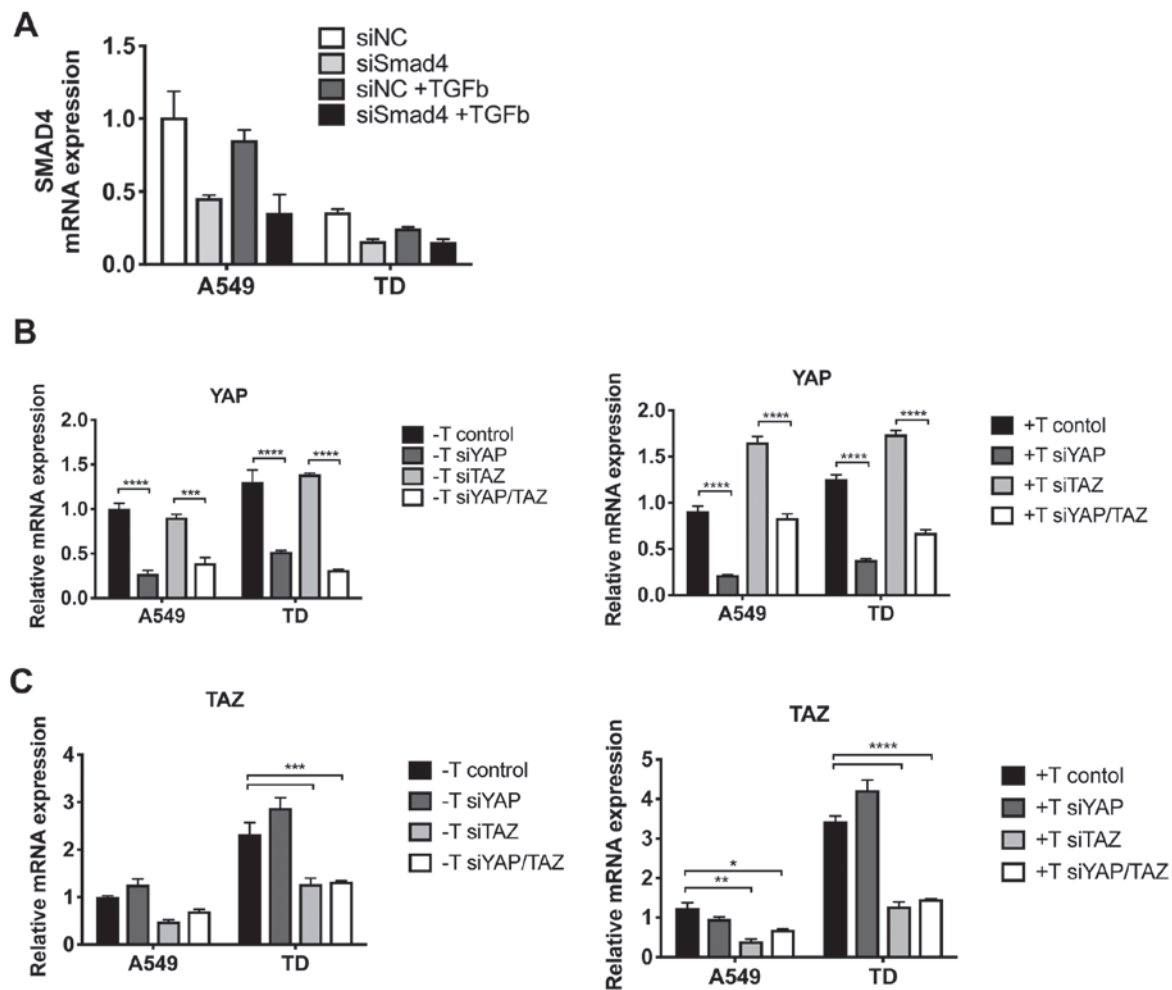 A
SMAD4
mRNA expression
1.5
1.0
0.5
0.0
A549
TD
siNC
siSmad4
siNC +TGFb
siSmad4 +TGFb
B
YAP
Relative mRNA expression
2.0
1.5
1.0
0.5
0.0
****
***
****
****
A549
TD
-T control
-T siYAP
-T siTAZ
-T siYAP/TAZ
YAP
Relative mRNA expression
2.0
1.5
1.0
0.5
0.0
****
****
****
****
A549
TD
+T contol
+T siYAP
+T siTAZ
+T siYAP/TAZ
C
TAZ
Relative mRNA expression
4
3
2
1
0
***
A549
TD
-T control
-T siYAP
-T siTAZ
-T siYAP/TAZ
TAZ
Relative mRNA expression
5
4
3
2
1
0
*
**
****
A549
TD
+T contol
+T siYAP
+T siTAZ
+T siYAP/TAZ